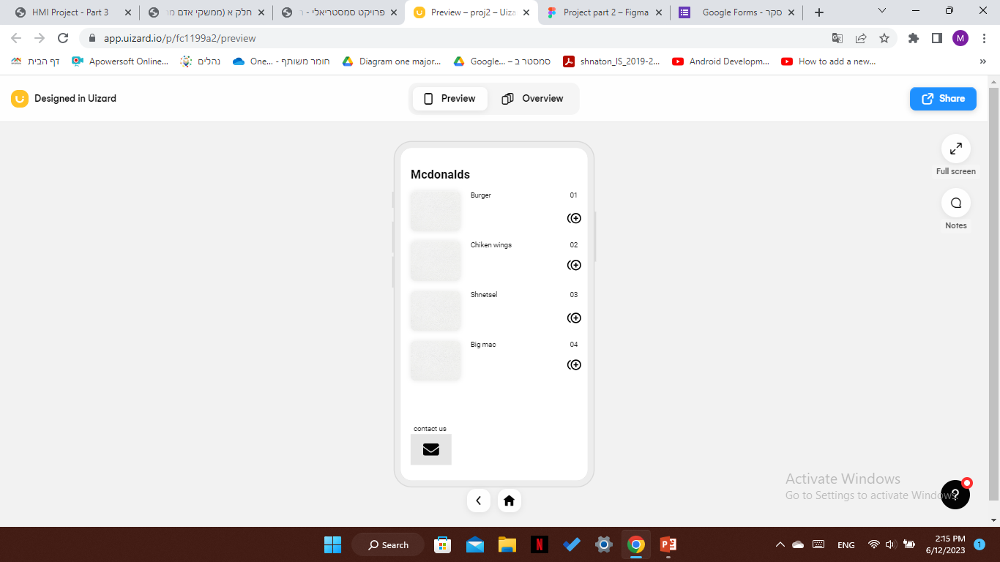 HMI Project - Part 3
חלק א (ממשקי אדם מו
פרויקט סמסטריאלי - ר
Preview – proj2 – Uiza
Project part 2 – Figma
Google Forms - סקר
app.uizard.io/p/fc1199a2/preview
M
דף הבית
Apowersoft Online...
נהלים
One... - חומר משותף
Diagram one major...
Google... – סמסטר ב
shnaton_IS_2019-2...
Android Developm...
How to add a new...
Designed in Uizard
Preview
Overview
Share
Full screen
Notes
Mcdonalds
Burger 01
Chiken wings 02
Shnetsel 03
Big mac 04
contact us
Activate Windows
Go to Settings to activate Windows.
?
Search
N
P
ENG
2:15 PM
6/12/2023
1